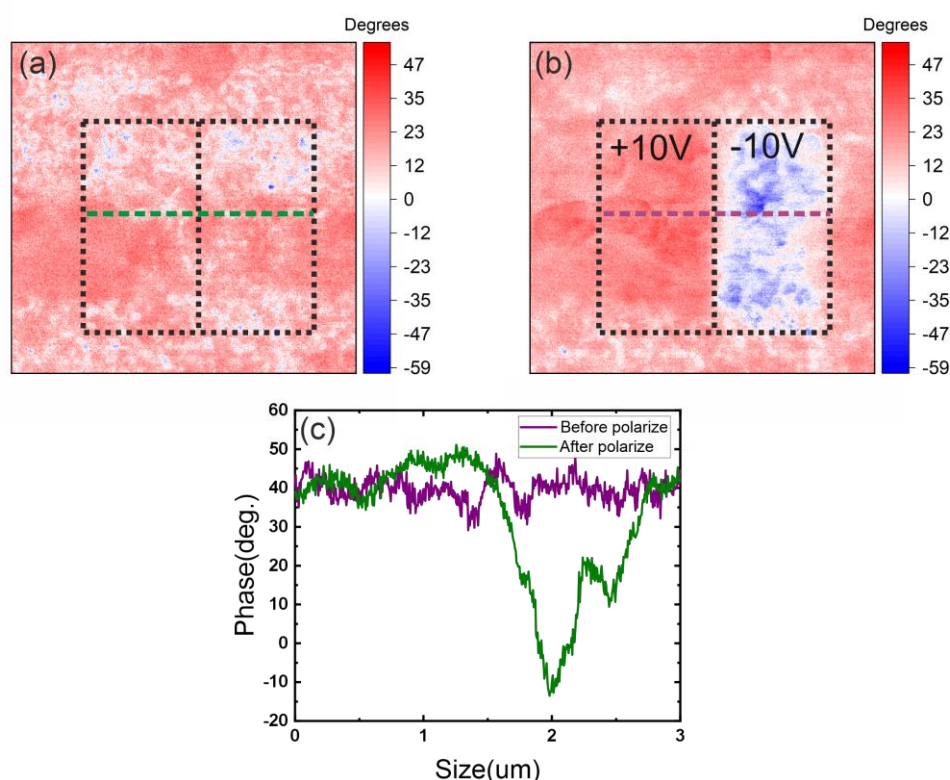 Degrees
(a)
47
35
23
12
0
-12
-23
-35
-47
-59
Degrees
(b)
+10V -10V
47
35
23
12
0
-12
-23
-35
-47
-59
(c)
Before polarize
After polarize
60
50
40
30
20
10
0
-10
-20
Phase(deg.)
0 1 2 3
Size(um)